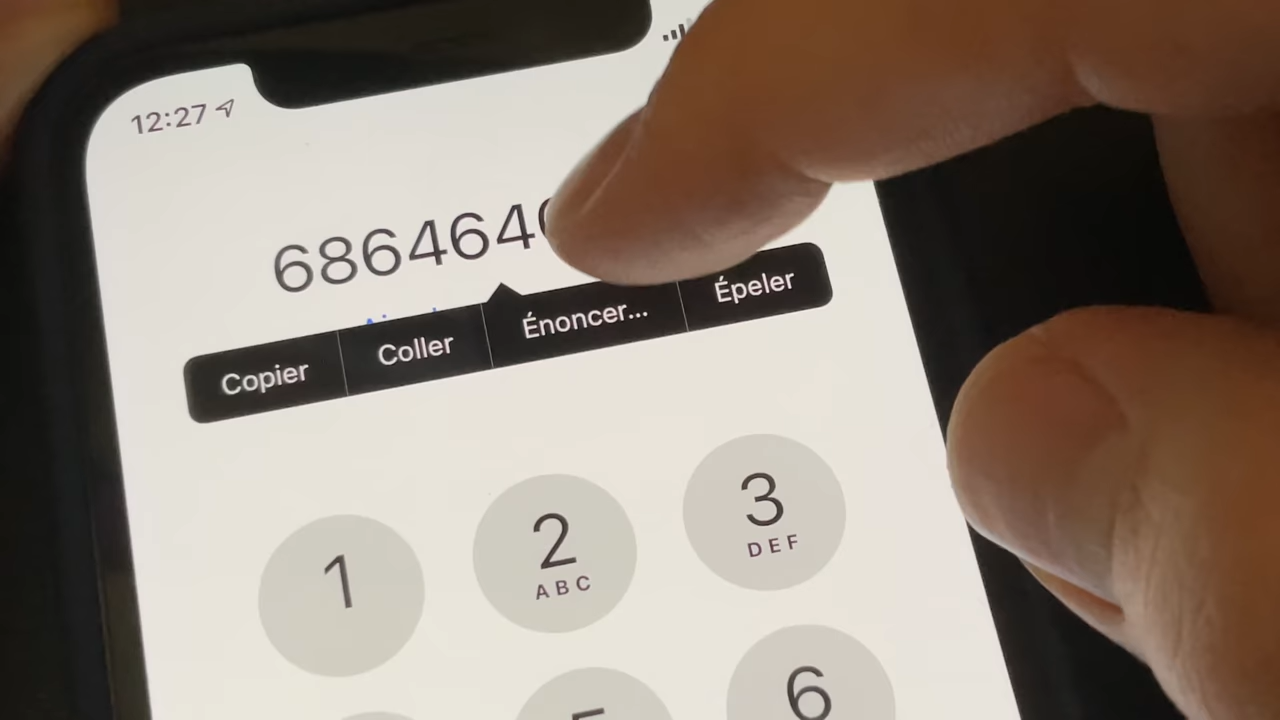 12:27
686464
Copier
Coller
Énoncer...
Épeler
1
2
ABC
3
DEF
6